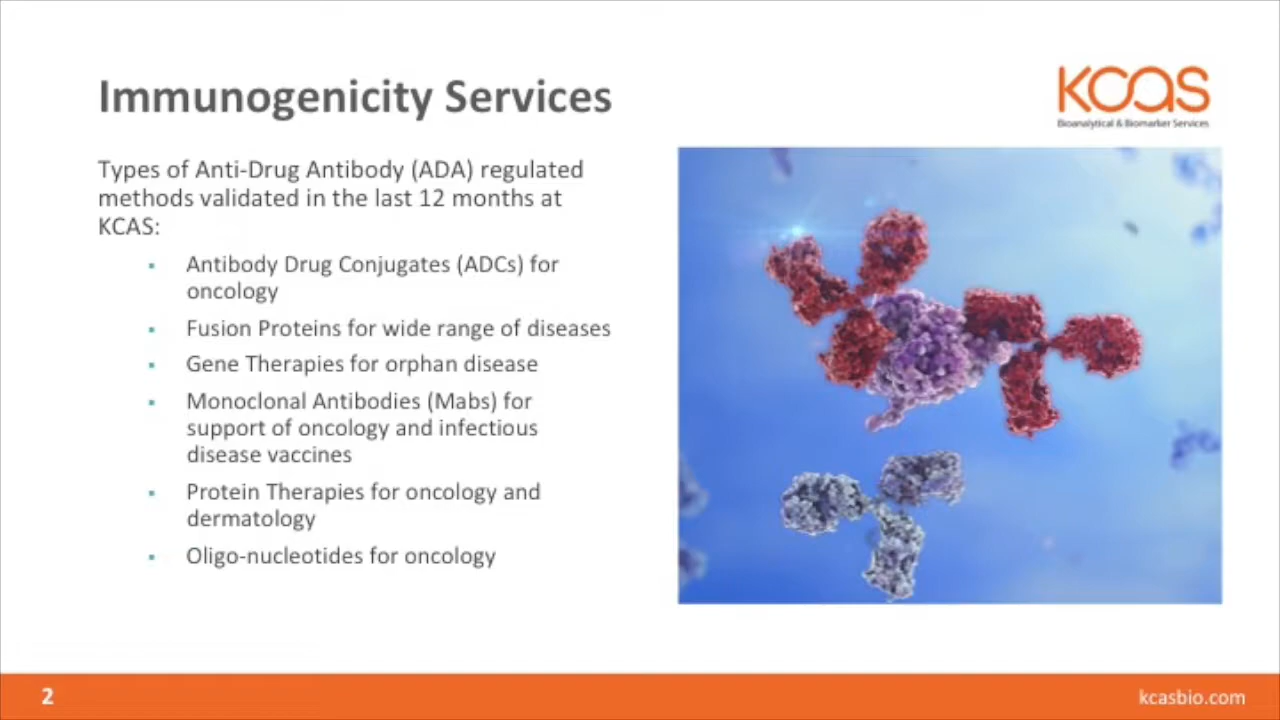 Immunogenicity Services
KCAS
Bioanalytical & Biomarker Services
Types of Anti-Drug Antibody (ADA) regulated
methods validated in the last 12 months at
KCAS:
▪ Antibody Drug Conjugates (ADCs) for
oncology
▪ Fusion Proteins for wide range of diseases
▪ Gene Therapies for orphan disease
▪ Monoclonal Antibodies (Mabs) for
support of oncology and infectious
disease vaccines
▪ Protein Therapies for oncology and
dermatology
▪ Oligo-nucleotides for oncology
2
kcasbio.com